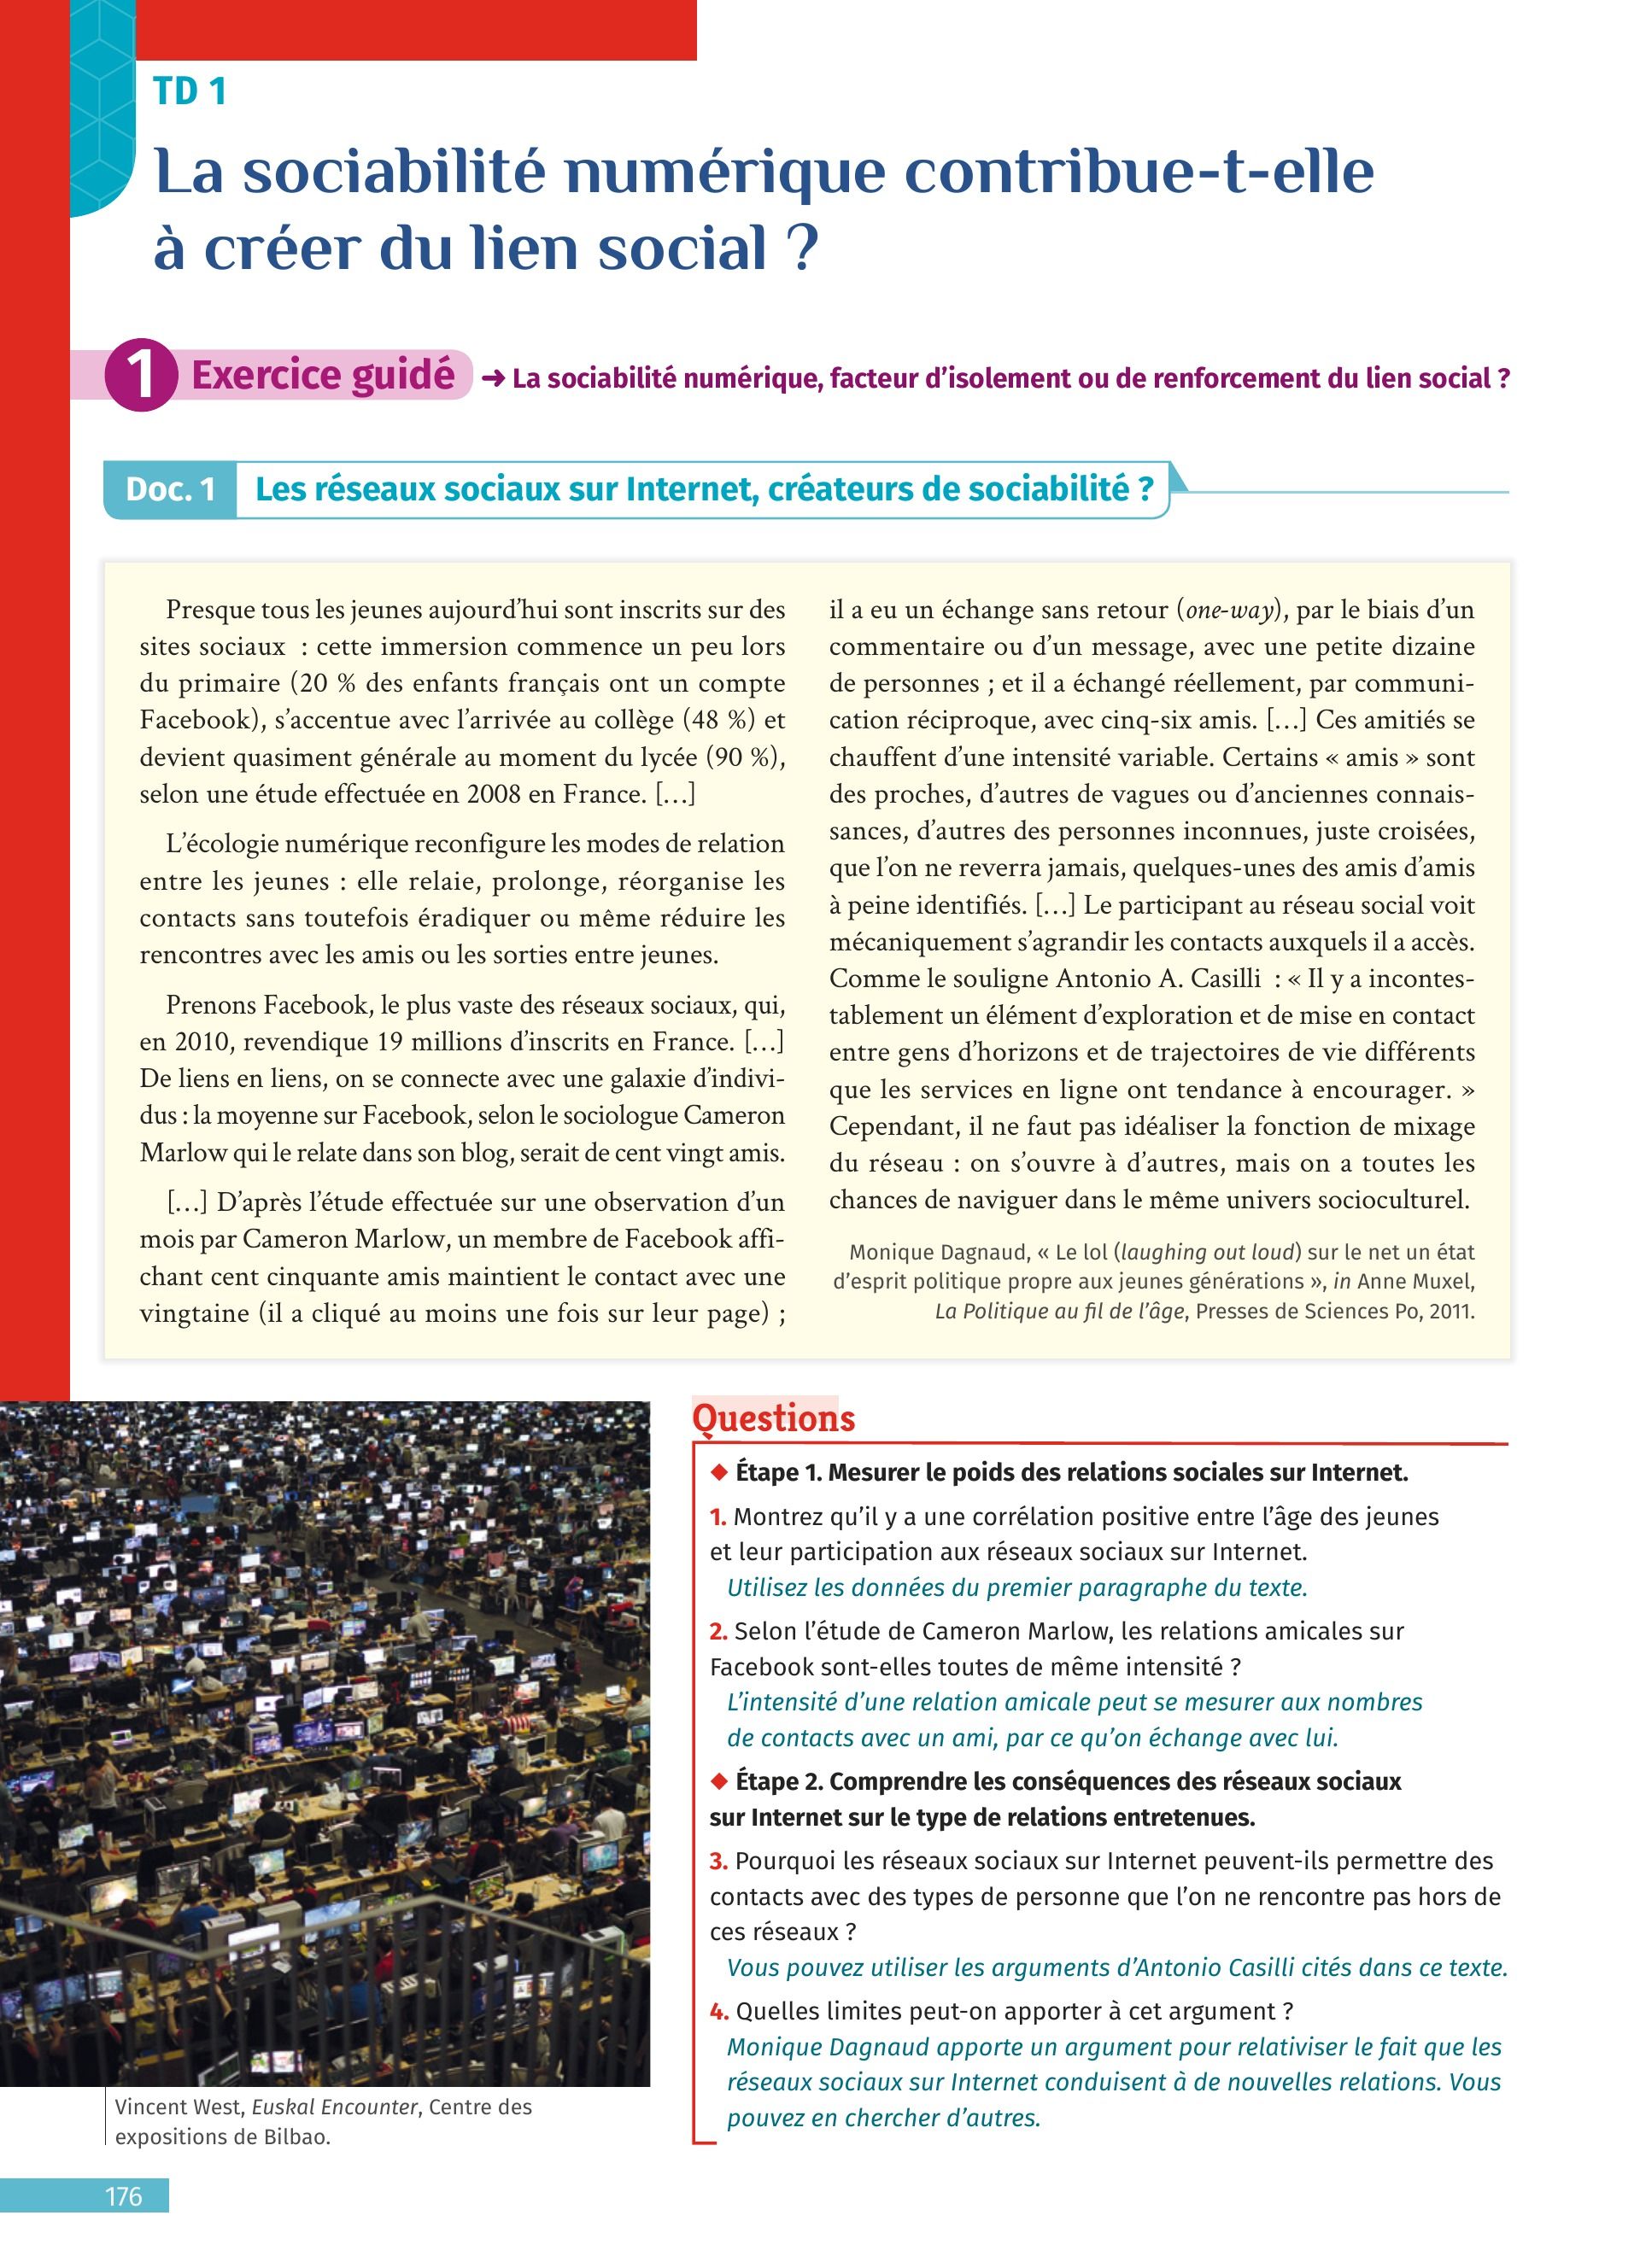 TD 1
La sociabilité numérique contribue-t-elle
à créer du lien social ?
1 Exercice guidé ➜ La sociabilité numérique, facteur d’isolement ou de renforcement du lien social ?
Doc. 1 Les réseaux sociaux sur Internet, créateurs de sociabilité ?
Presque tous les jeunes aujourd’hui sont inscrits sur des
sites sociaux : cette immersion commence un peu lors
du primaire (20 % des enfants français ont un compte
Facebook), s’accentue avec l’arrivée au collège (48 %) et
devient quasiment générale au moment du lycée (90 %),
selon une étude effectuée en 2008 en France. […]
L’écologie numérique reconfigure les modes de relation
entre les jeunes : elle relaie, prolonge, réorganise les
contacts sans toutefois éradiquer ou même réduire les
rencontres avec les amis ou les sorties entre jeunes.
Prenons Facebook, le plus vaste des réseaux sociaux, qui,
en 2010, revendique 19 millions d’inscrits en France. […]
De liens en liens, on se connecte avec une galaxie d’indivi-
dus : la moyenne sur Facebook, selon le sociologue Cameron
Marlow qui le relate dans son blog, serait de cent vingt amis.
[…] D’après l’étude effectuée sur une observation d’un
mois par Cameron Marlow, un membre de Facebook affi-
chant cent cinquante amis maintient le contact avec une
vingtaine (il a cliqué au moins une fois sur leur page) ;
il a eu un échange sans retour (one-way), par le biais d’un
commentaire ou d’un message, avec une petite dizaine
de personnes ; et il a échangé réellement, par communi-
cation réciproque, avec cinq-six amis. […] Ces amitiés se
chauffent d’une intensité variable. Certains « amis » sont
des proches, d’autres de vagues ou d’anciennes connais-
sances, d’autres des personnes inconnues, juste croisées,
que l’on ne reverra jamais, quelques-unes des amis d’amis
à peine identifiés. […] Le participant au réseau social voit
mécaniquement s’agrandir les contacts auxquels il a accès.
Comme le souligne Antonio A. Casilli : « Il y a incontes-
tablement un élément d’exploration et de mise en contact
entre gens d’horizons et de trajectoires de vie différents
que les services en ligne ont tendance à encourager. »
Cependant, il ne faut pas idéaliser la fonction de mixage
du réseau : on s’ouvre à d’autres, mais on a toutes les
chances de naviguer dans le même univers socioculturel.
Monique Dagnaud, « Le lol (laughing out loud) sur le net un état
d’esprit politique propre aux jeunes générations », in Anne Muxel,
La Politique au fil de l’âge, Presses de Sciences Po, 2011.
Vincent West, Euskal Encounter, Centre des
expositions de Bilbao.
Questions
◆ Étape 1. Mesurer le poids des relations sociales sur Internet.
1. Montrez qu’il y a une corrélation positive entre l’âge des jeunes
et leur participation aux réseaux sociaux sur Internet.
Utilisez les données du premier paragraphe du texte.
2. Selon l’étude de Cameron Marlow, les relations amicales sur
Facebook sont-elles toutes de même intensité ?
L’intensité d’une relation amicale peut se mesurer aux nombres
de contacts avec un ami, par ce qu’on échange avec lui.
◆ Étape 2. Comprendre les conséquences des réseaux sociaux
sur Internet sur le type de relations entretenues.
3. Pourquoi les réseaux sociaux sur Internet peuvent-ils permettre des
contacts avec des types de personne que l’on ne rencontre pas hors de
ces réseaux ?
Vous pouvez utiliser les arguments d’Antonio Casilli cités dans ce texte.
4. Quelles limites peut-on apporter à cet argument ?
Monique Dagnaud apporte un argument pour relativiser le fait que les
réseaux sociaux sur Internet conduisent à de nouvelles relations. Vous
pouvez en chercher d’autres.
176